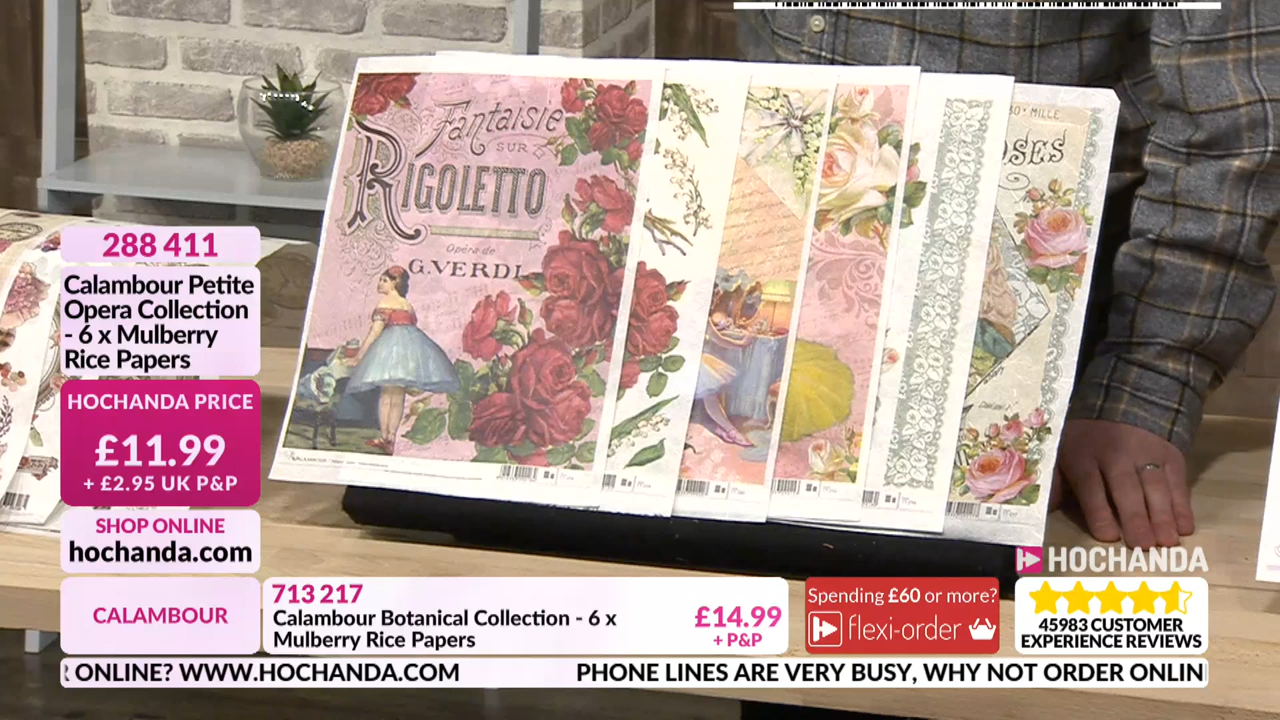 Fantaisie
SUR
RIGOLETTO
Opéra de
G. VERDI
MILLE
288 411
Calambour Petite
Opera Collection
- 6 x Mulberry
Rice Papers
HOCHANDA PRICE
£11.99
+ £2.95 UK P&P
SHOP ONLINE
hochanda.com
CALAMBOUR
713 217
Calambour Botanical Collection - 6 x
Mulberry Rice Papers
£14.99
+ P&P
Spending £60 or more?
flexi-order
HOCHANDA
45983 CUSTOMER
EXPERIENCE REVIEWS
ONLINE? WWW.HOCHANDA.COM PHONE LINES ARE VERY BUSY, WHY NOT ORDER ONLIN